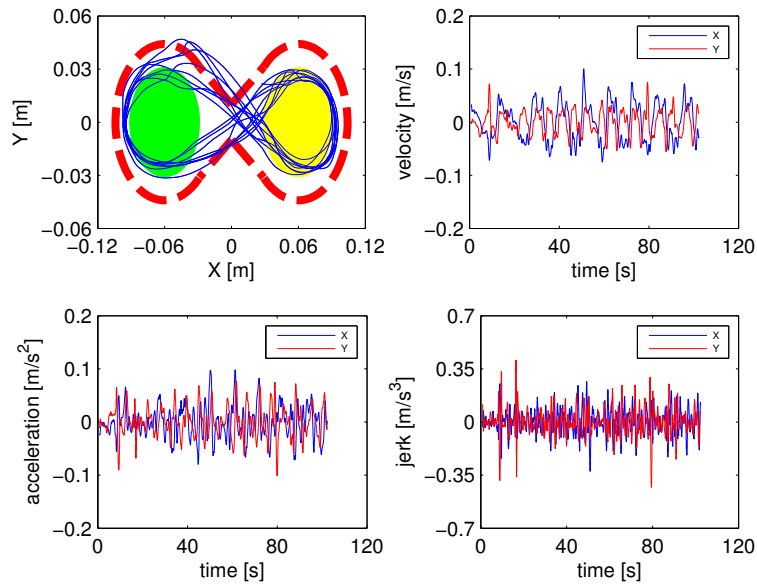 0.06
0.03
0
−0.03
−0.06
Y [m]
−0.12
−0.06
0
0.06
0.12
X [m]
0.2
0.1
0
−0.1
−0.2
velocity [m/s]
X
Y
0
40
80
120
time [s]
0.2
0.1
0
−0.1
−0.2
acceleration [m/s²]
X
Y
0
40
80
120
time [s]
0.7
0.35
0
−0.35
−0.7
jerk [m/s³]
X
Y
0
40
80
120
time [s]